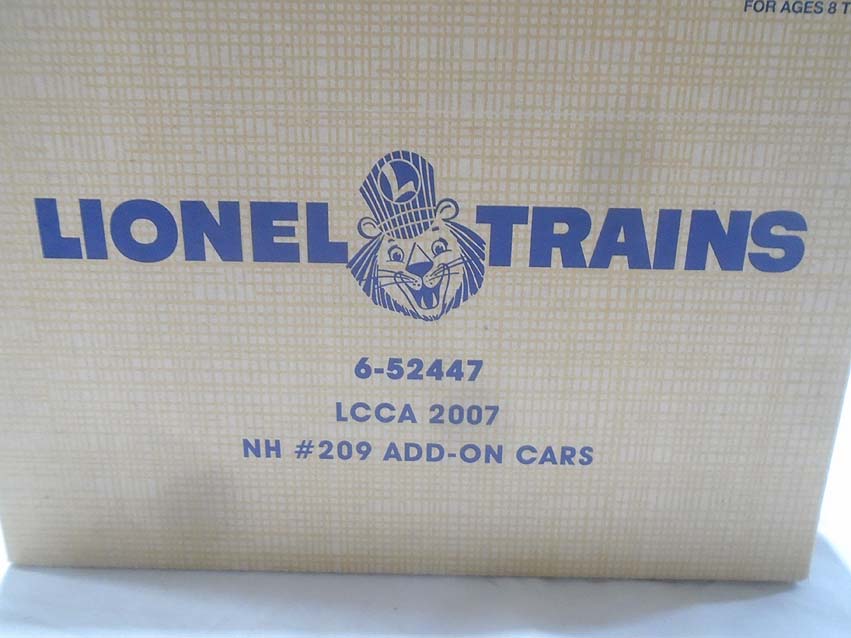 FOR AGES 8 T
LIONEL L TRAINS
6-52447
LCCA 2007
NH #209 ADD-ON CARS